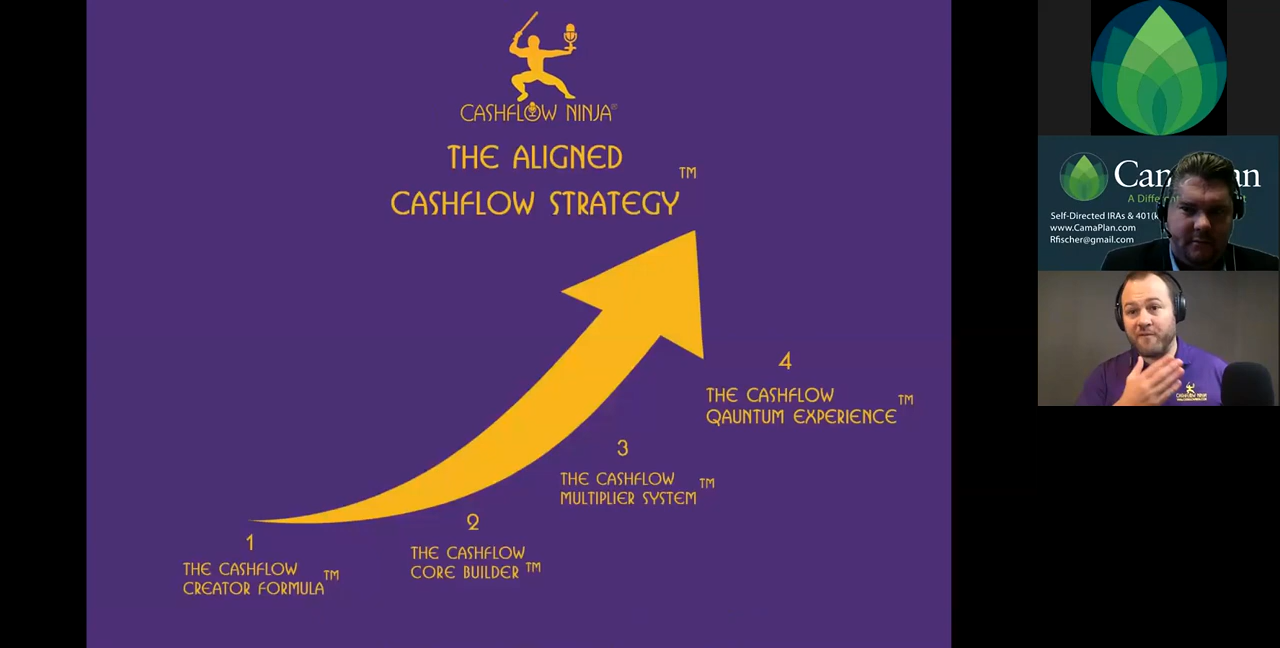 CASHFLOW NINJA®
THE ALIGNED
CASHFLOW STRATEGY™
4
THE CASHFLOW
QAUNTUM EXPERIENCE™
3
THE CASHFLOW
MULTIPLIER SYSTEM™
2
THE CASHFLOW
CORE BUILDER™
1
THE CASHFLOW
CREATOR FORMULA™
Self-Directed IRAs &
www.CamaPlan.com
Rfischer@gmail.com